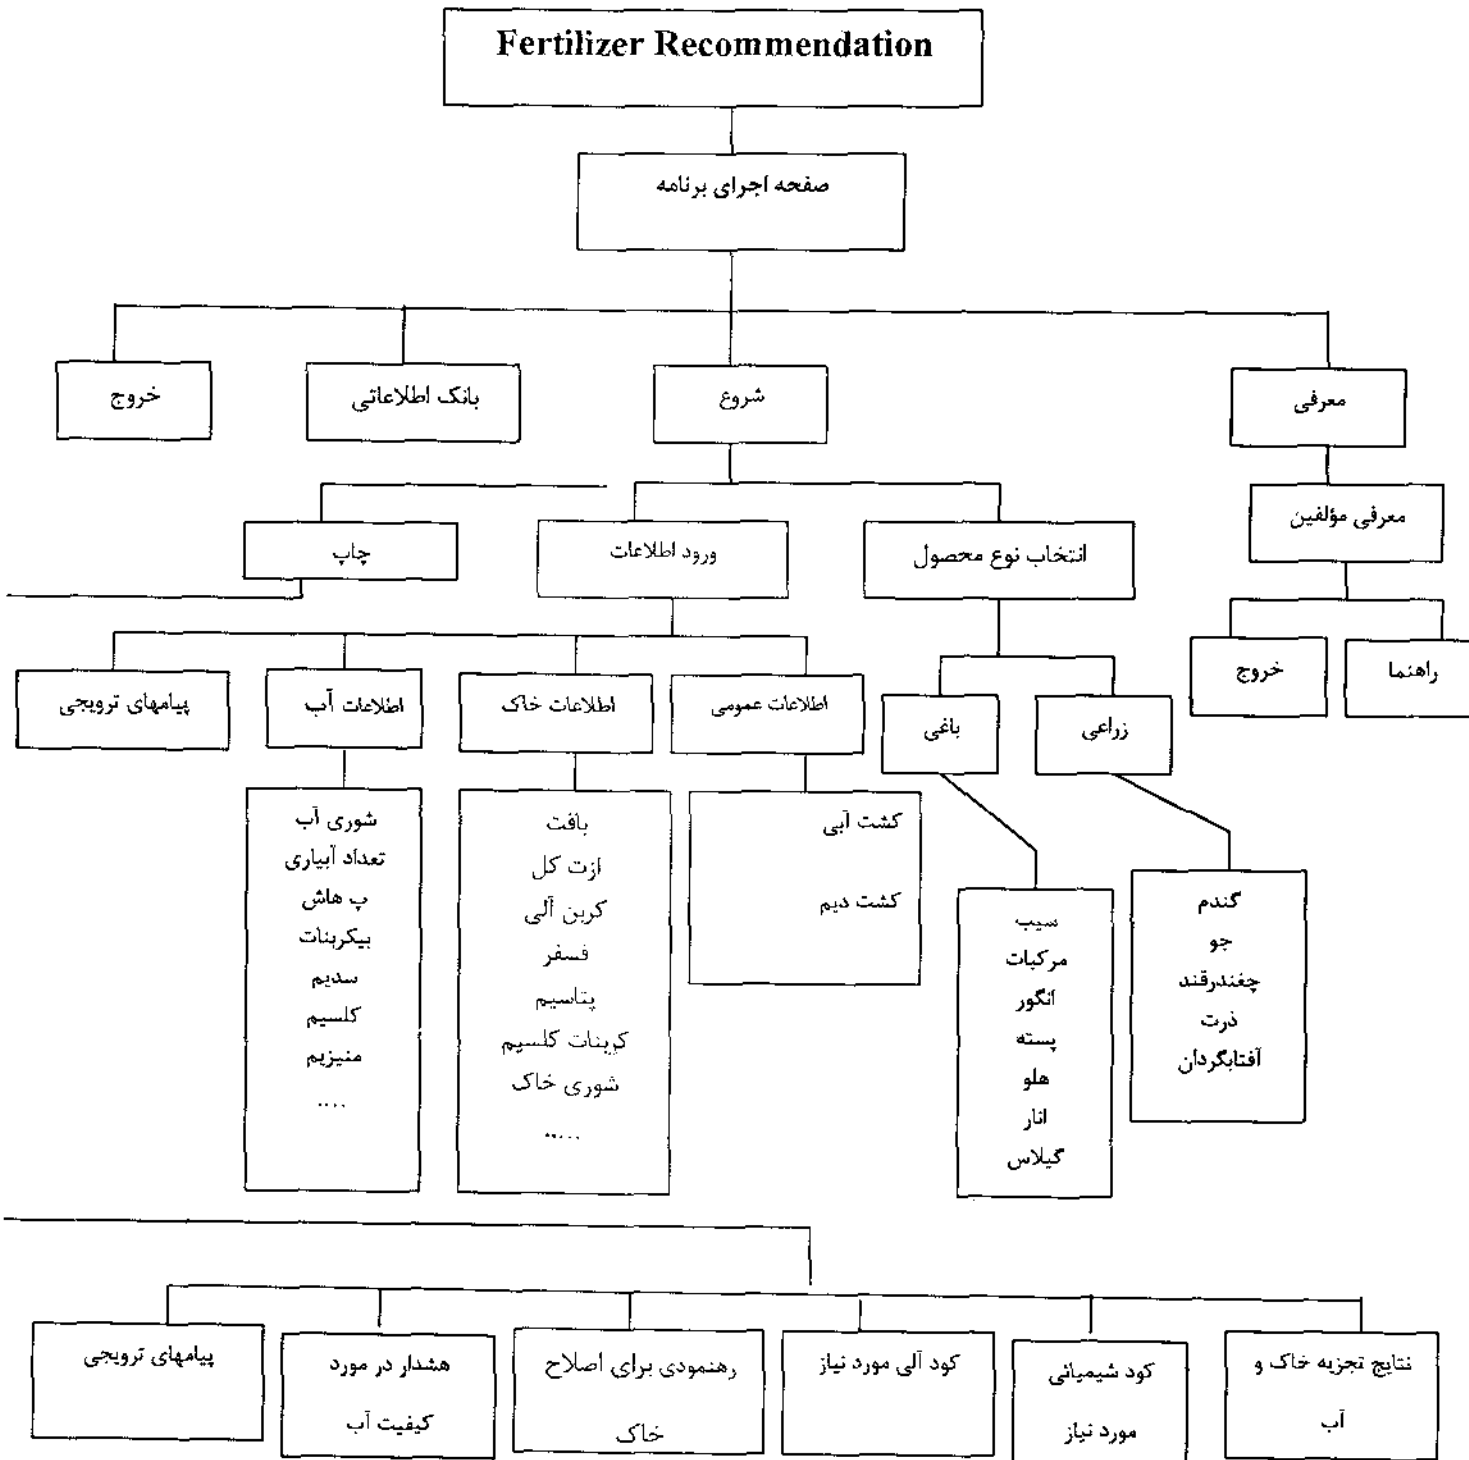 Fertilizer Recommendation
صفحه اجرای برنامه
معرفی
شروع
بانک اطلاعاتی
خروج
معرفی مؤلفین
انتخاب نوع محصول
ورود اطلاعات
چاپ
راهنما
خروج
زراعی
باغی
اطلاعات عمومی
اطلاعات خاک
اطلاعات آب
پیامهای ترویجی
گندم
جو
چغندرقند
ذرت
آفتابگردان
سیب
مرکبات
انگور
پسته
هلو
انار
گیلاس
کشت آبی
کشت دیم
بافت
ازت کل
کربن آلی
فسفر
پتاسیم
کربنات کلسیم
شوری خاک
.....
شوری آب
تعداد آبیاری
پ هاش
بیکربنات
سدیم
کلسیم
منیزیم
....
نتایج تجزیه خاک و
آب
کود شیمیائی
مورد نیاز
کود آلی مورد نیاز
رهنمودی برای اصلاح
خاک
هشدار در مورد
کیفیت آب
پیامهای ترویجی